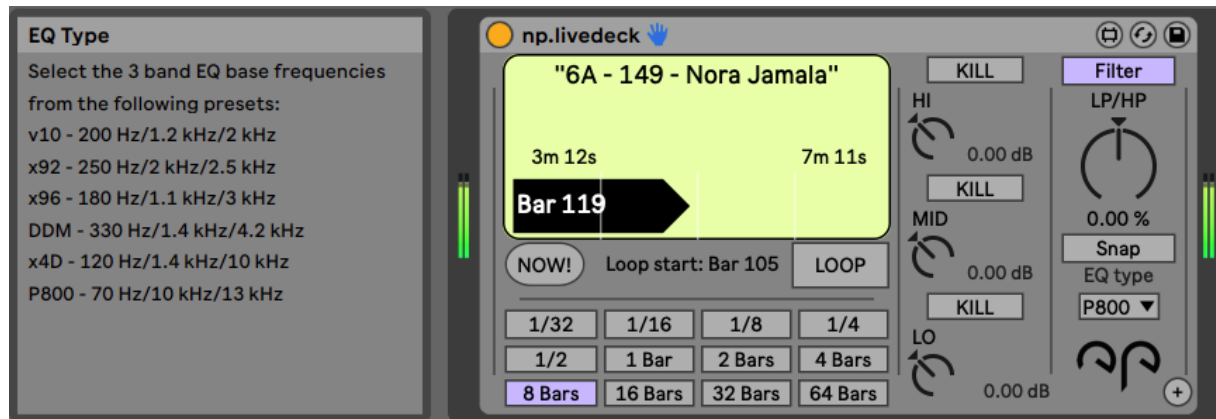 EQ Type
Select the 3 band EQ base frequencies
from the following presets:
v10 - 200 Hz/1.2 kHz/2 kHz
x92 - 250 Hz/2 kHz/2.5 kHz
x96 - 180 Hz/1.1 kHz/3 kHz
DDM - 330 Hz/1.4 kHz/4.2 kHz
x4D - 120 Hz/1.4 kHz/10 kHz
P800 - 70 Hz/10 kHz/13 kHz
np.livedeck
"6A - 149 - Nora Jamala"
3m 12s 7m 11s
Bar 119
NOW! Loop start: Bar 105 LOOP
1/32 1/16 1/8 1/4
1/2 1 Bar 2 Bars 4 Bars
8 Bars 16 Bars 32 Bars 64 Bars
KILL
HI
0.00 dB
KILL
MID
0.00 dB
KILL
LO
0.00 dB
Filter
LP/HP
0.00 %
Snap
EQ type
P800